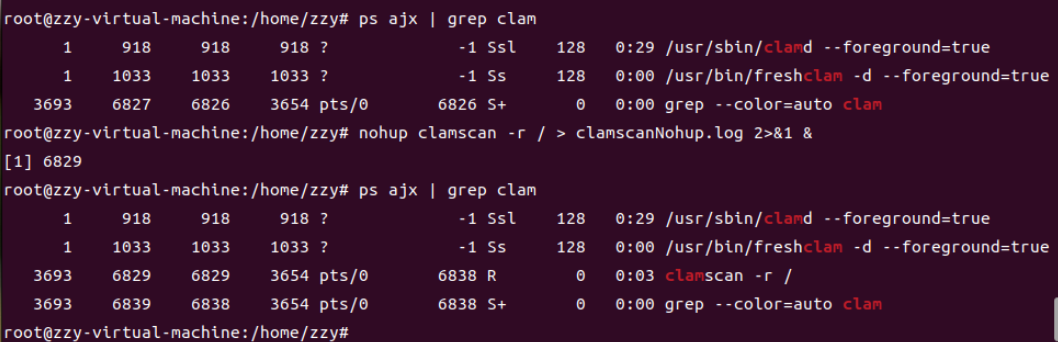 root@zzy-virtual-machine:/home/zzy# ps ajx | grep clam
1 918 918 918 ? -1 Ssl 128 0:29 /usr/sbin/clamd --foreground=true
1 1033 1033 1033 ? -1 Ss 128 0:00 /usr/bin/freshclam -d --foreground=true
3693 6827 6826 3654 pts/0 6826 S+ 0 0:00 grep --color=auto clam
root@zzy-virtual-machine:/home/zzy# nohup clamscan -r / > clamscanNohup.log 2>&1 &
[1] 6829
root@zzy-virtual-machine:/home/zzy# ps ajx | grep clam
1 918 918 918 ? -1 Ssl 128 0:29 /usr/sbin/clamd --foreground=true
1 1033 1033 1033 ? -1 Ss 128 0:00 /usr/bin/freshclam -d --foreground=true
3693 6829 6829 3654 pts/0 6838 R 0 0:03 clamscan -r /
3693 6839 6838 3654 pts/0 6838 S+ 0 0:00 grep --color=auto clam
root@zzy-virtual-machine:/home/zzy#